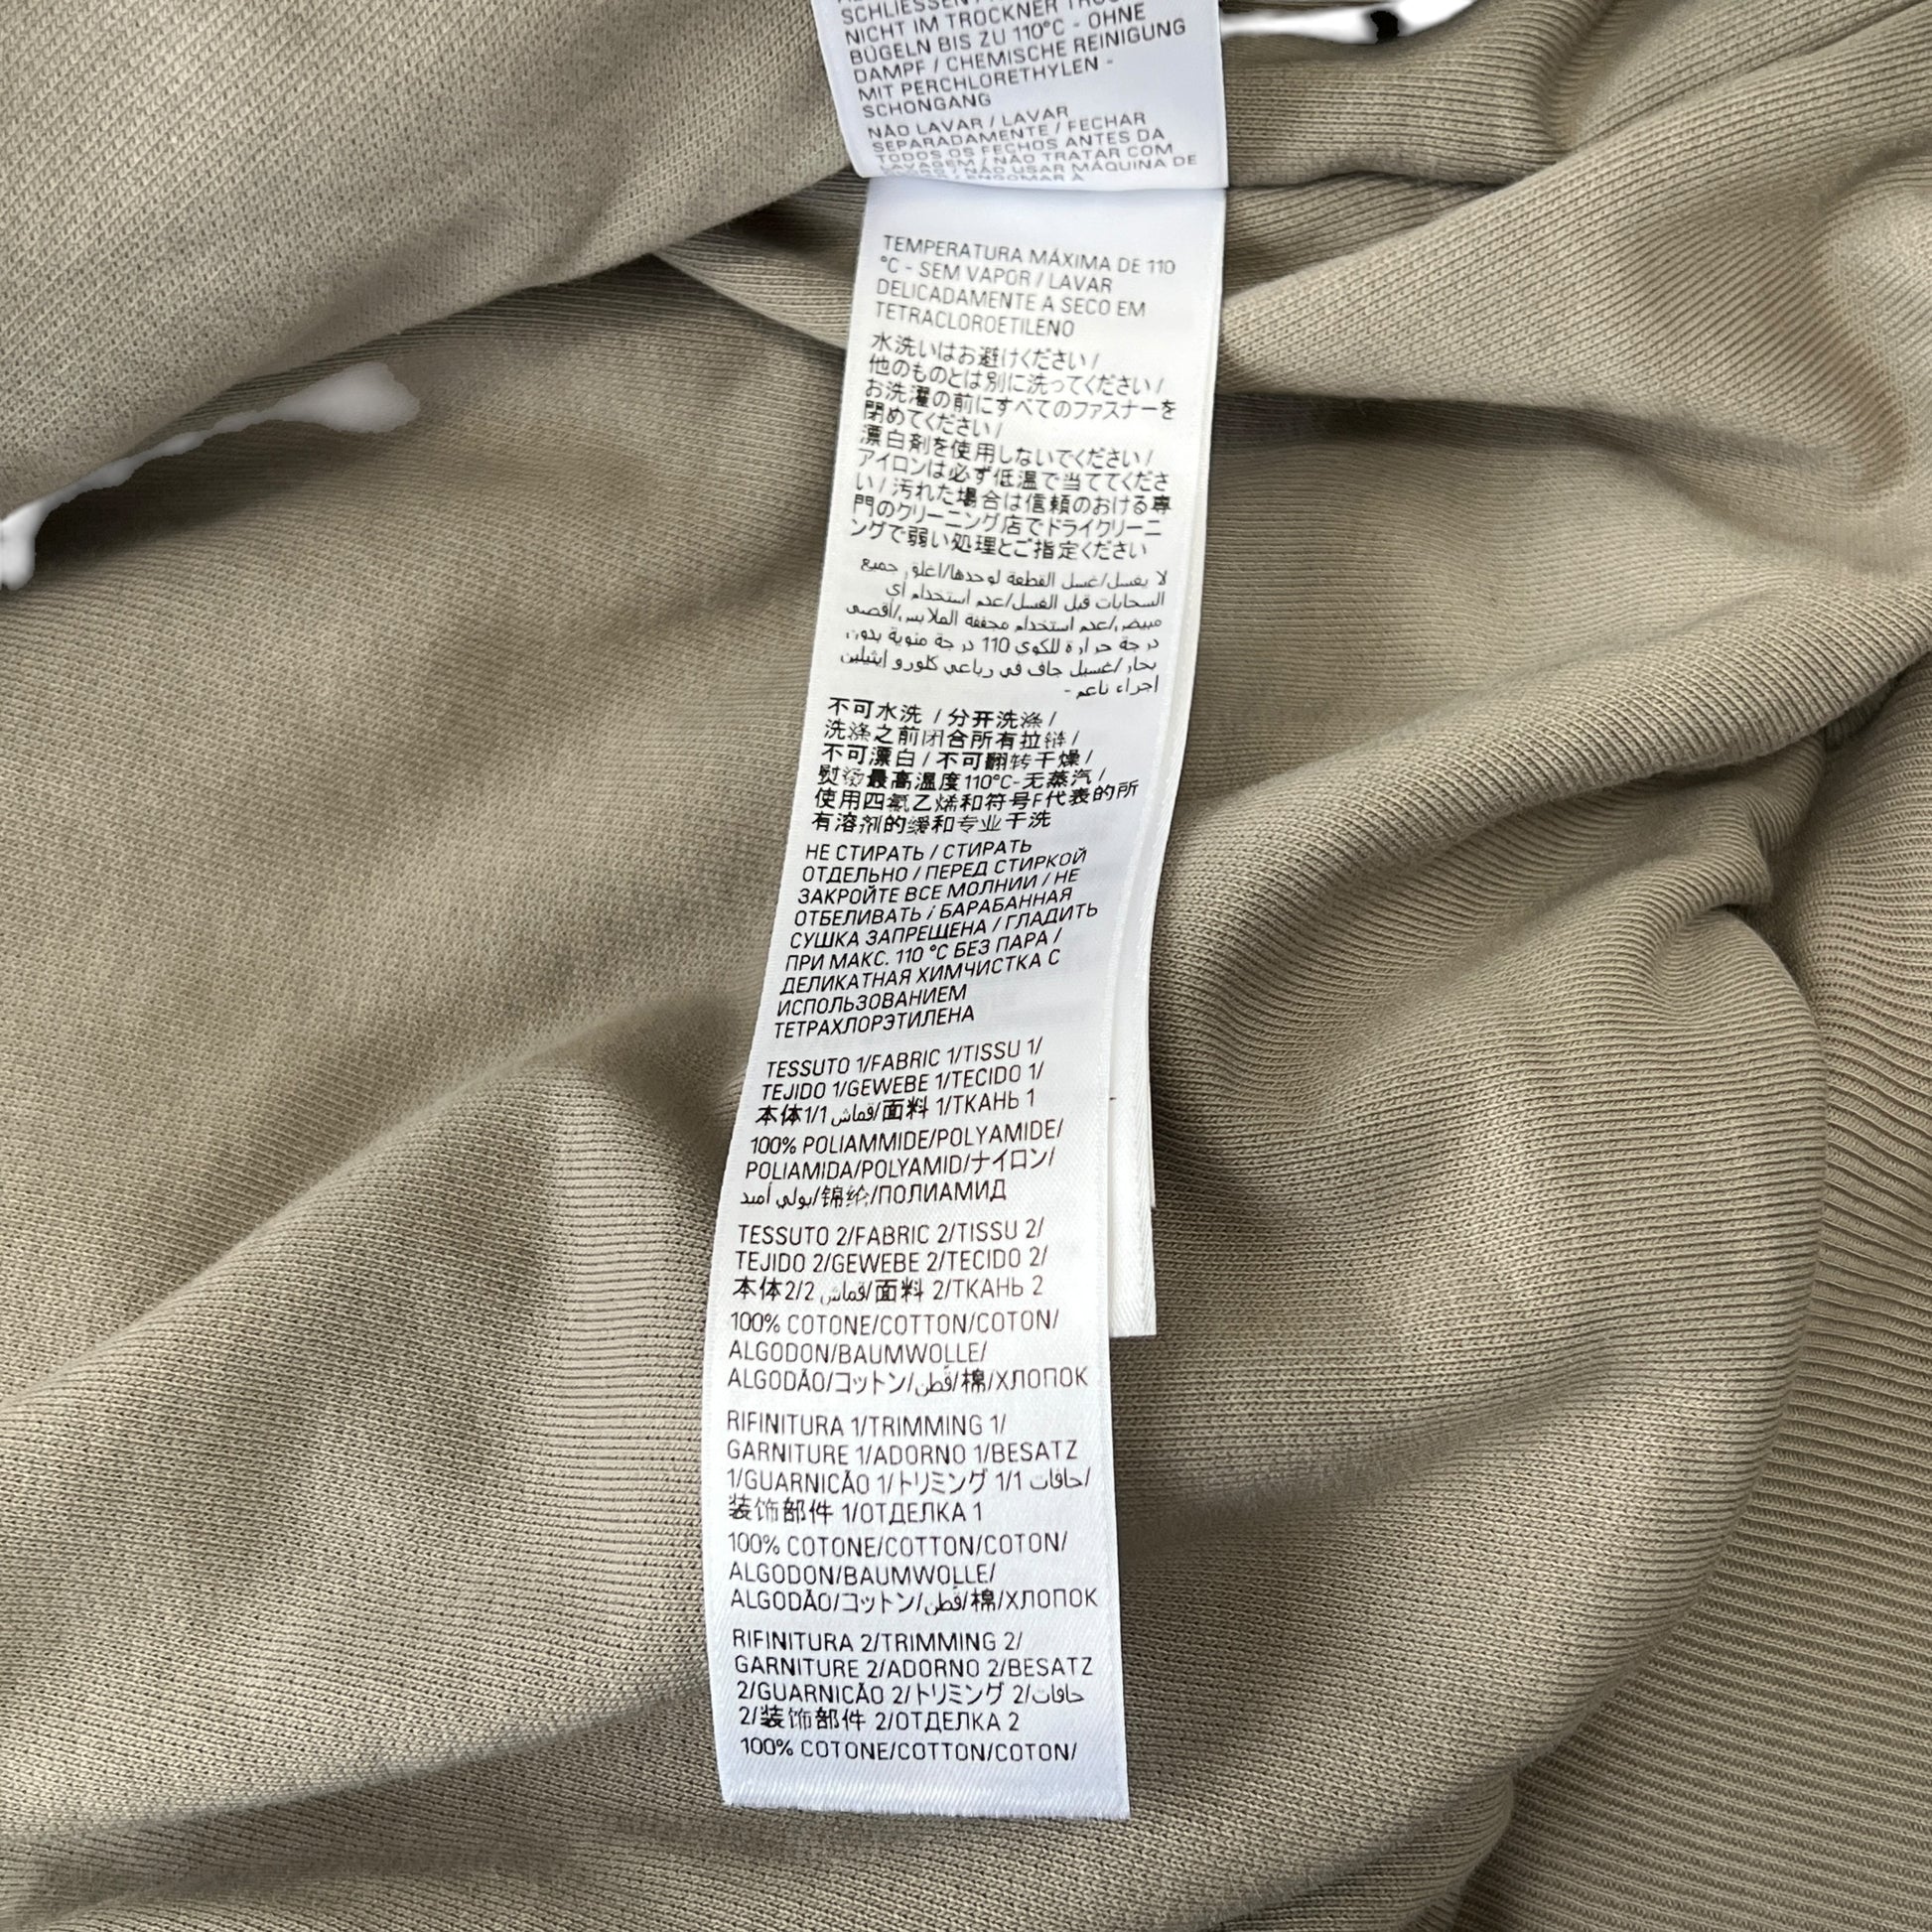 SCHLIESSEN /
NICHT IM TROCKNER
BÜGELN BIS ZU 110°C - OHNE
DAMPF / CHEMISCHE REINIGUNG
MIT PERCHLORETHYLEN -
SCHONGANG
NÃO LAVAR / LAVAR
SEPARADAMENTE / FECHAR
TODOS OS FECHOS ANTES DA
LAVAGEM / NÃO TRATAR COM
/ NÃO USAR MÁQUINA DE
/ ENGOMAR À
TEMPERATURA MÁXIMA DE 110
°C - SEM VAPOR / LAVAR
DELICADAMENTE A SECO EM
TETRACLOROETILENO
水洗いはお避けください /
他のものとは別に洗ってください /
お洗濯の前にすべてのファスナーを
閉めてください /
漂白剤を使用しないでください /
アイロンは必ず低温で当ててくださ
い / 汚れた場合は信頼のおける専
門のクリーニング店でドライクリーニ
ングで弱い処理とご指定ください
لا يغسل/غسل القطعة لوحدها/اغلق جميع
السحابات قبل الغسل/عدم استخدام أي
مبيض/عدم استخدام مجففة الملابس/أقصى
درجة حرارة للكوي 110 درجة مئوية بدون
بخار/غسيل جاف في رباعي كلورو إيثيلين
- اجراء ناعم
不可水洗 / 分开洗涤 /
洗涤之前闭合所有拉链 /
不可漂白 / 不可翻转干燥 /
熨烫最高温度110°C-无蒸汽 /
使用四氯乙烯和符号F代表的所
有溶剂的缓和专业干洗
НЕ СТИРАТЬ / СТИРАТЬ
ОТДЕЛЬНО / ПЕРЕД СТИРКОЙ
ЗАКРОЙТЕ ВСЕ МОЛНИИ / НЕ
ОТБЕЛИВАТЬ / БАРАБАННАЯ
СУШКА ЗАПРЕЩЕНА / ГЛАДИТЬ
ПРИ МАКС. 110 °C БЕЗ ПАРА /
ДЕЛИКАТНАЯ ХИМЧИСТКА С
ИСПОЛЬЗОВАНИЕМ
ТЕТРАХЛОРЭТИЛЕНА
TESSUTO 1/FABRIC 1/TISSU 1/
TEJIDO 1/GEWEBE 1/TECIDO 1/
本体1/1 قماش/面料 1/ТКАНЬ 1
100% POLIAMMIDE/POLYAMIDE/
POLIAMIDA/POLYAMID/ナイロン/
بولي أميد/锦纶/ПОЛИАМИД
TESSUTO 2/FABRIC 2/TISSU 2/
TEJIDO 2/GEWEBE 2/TECIDO 2/
本体2/2 قماش/面料 2/ТКАНЬ 2
100% COTONE/COTTON/COTON/
ALGODON/BAUMWOLLE/
ALGODÃO/コットン/قطن/棉/ХЛОПОК
RIFINITURA 1/TRIMMING 1/
GARNITURE 1/ADORNO 1/BESATZ
1/GUARNICÃO 1/トリミング 1/1 حافات/
装饰部件 1/ОТДЕЛКА 1
100% COTONE/COTTON/COTON/
ALGODON/BAUMWOLLE/
ALGODÃO/コットン/قطن/棉/ХЛОПОК
RIFINITURA 2/TRIMMING 2/
GARNITURE 2/ADORNO 2/BESATZ
2/GUARNICÃO 2/トリミング 2/حافات
2/装饰部件 2/ОТДЕЛКА 2
100% COTONE/COTTON/COTON/